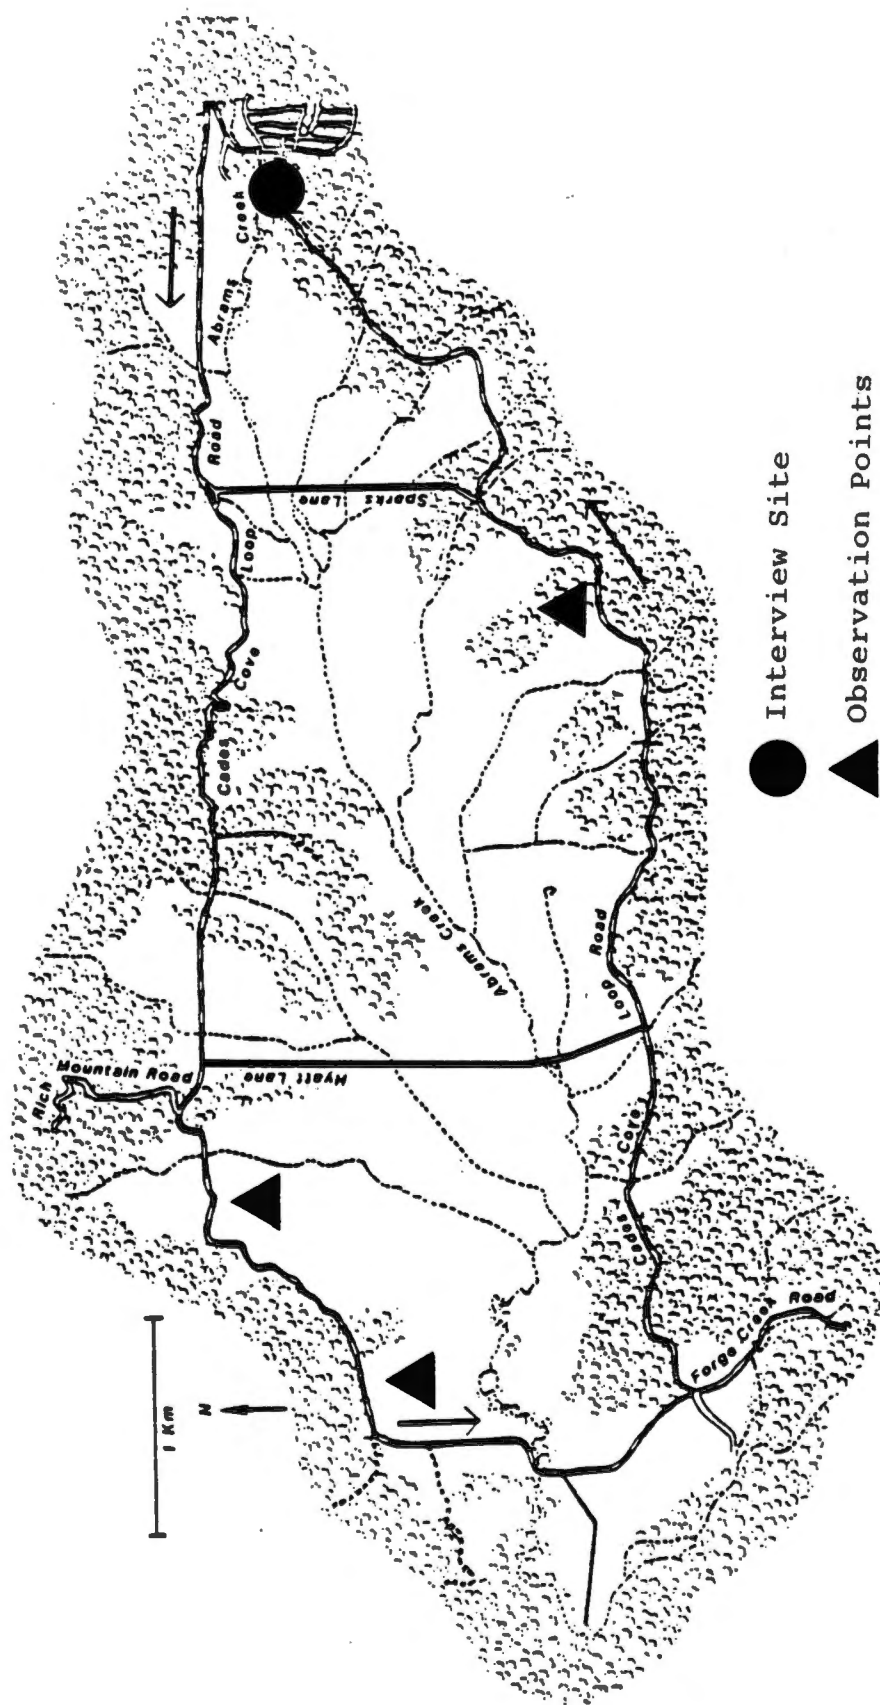 Rich
Mountain Road
1 Km
N
Hyatt Lane
Cades Cove
Loop
Road
Abrams
Creek
Sparks
Lane
Abrams Creek
Cades Cove
Loop
Road
Forge Creek Road
Interview Site
Observation Points